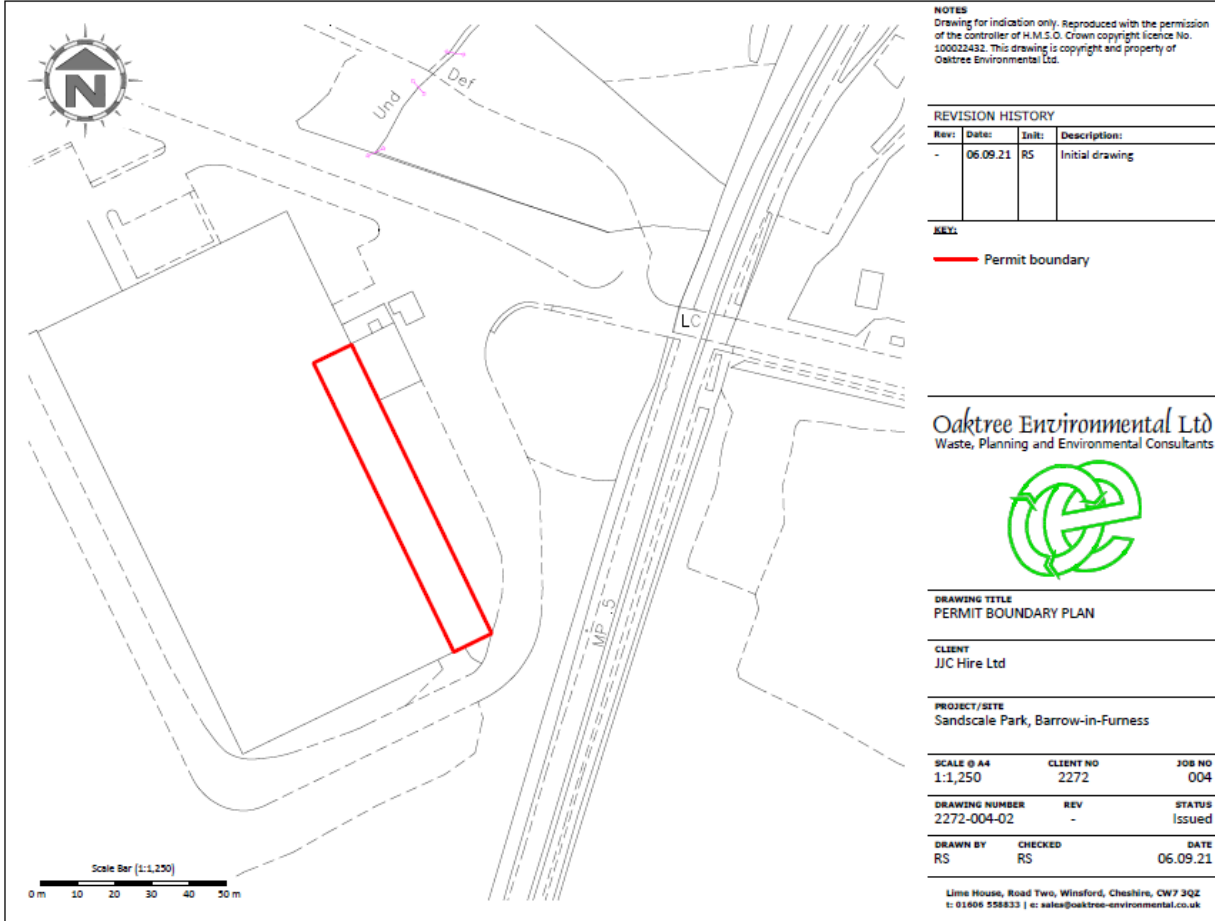 N
Und
Def
LC
MP .5
Scale Bar (1:1,250)
0 m 10 20 30 40 50 m
NOTES
Drawing for indication only. Reproduced with the permission
of the controller of H.M.S.O. Crown copyright licence No.
100022432. This drawing is copyright and property of
Oaktree Environmental Ltd.
REVISION HISTORY
Rev: Date: Init: Description:
- 06.09.21 RS Initial drawing
KEY:
Permit boundary
Oaktree Environmental Ltd
Waste, Planning and Environmental Consultants
DRAWING TITLE
PERMIT BOUNDARY PLAN
CLIENT
JJC Hire Ltd
PROJECT/SITE
Sandscale Park, Barrow-in-Furness
SCALE @ A4 CLIENT NO JOB NO
1:1,250 2272 004
DRAWING NUMBER REV STATUS
2272-004-02 - Issued
DRAWN BY CHECKED DATE
RS RS 06.09.21
Lime House, Road Two, Winsford, Cheshire, CW7 3QZ
t: 01606 558833 | e: sales@oaktree-environmental.co.uk